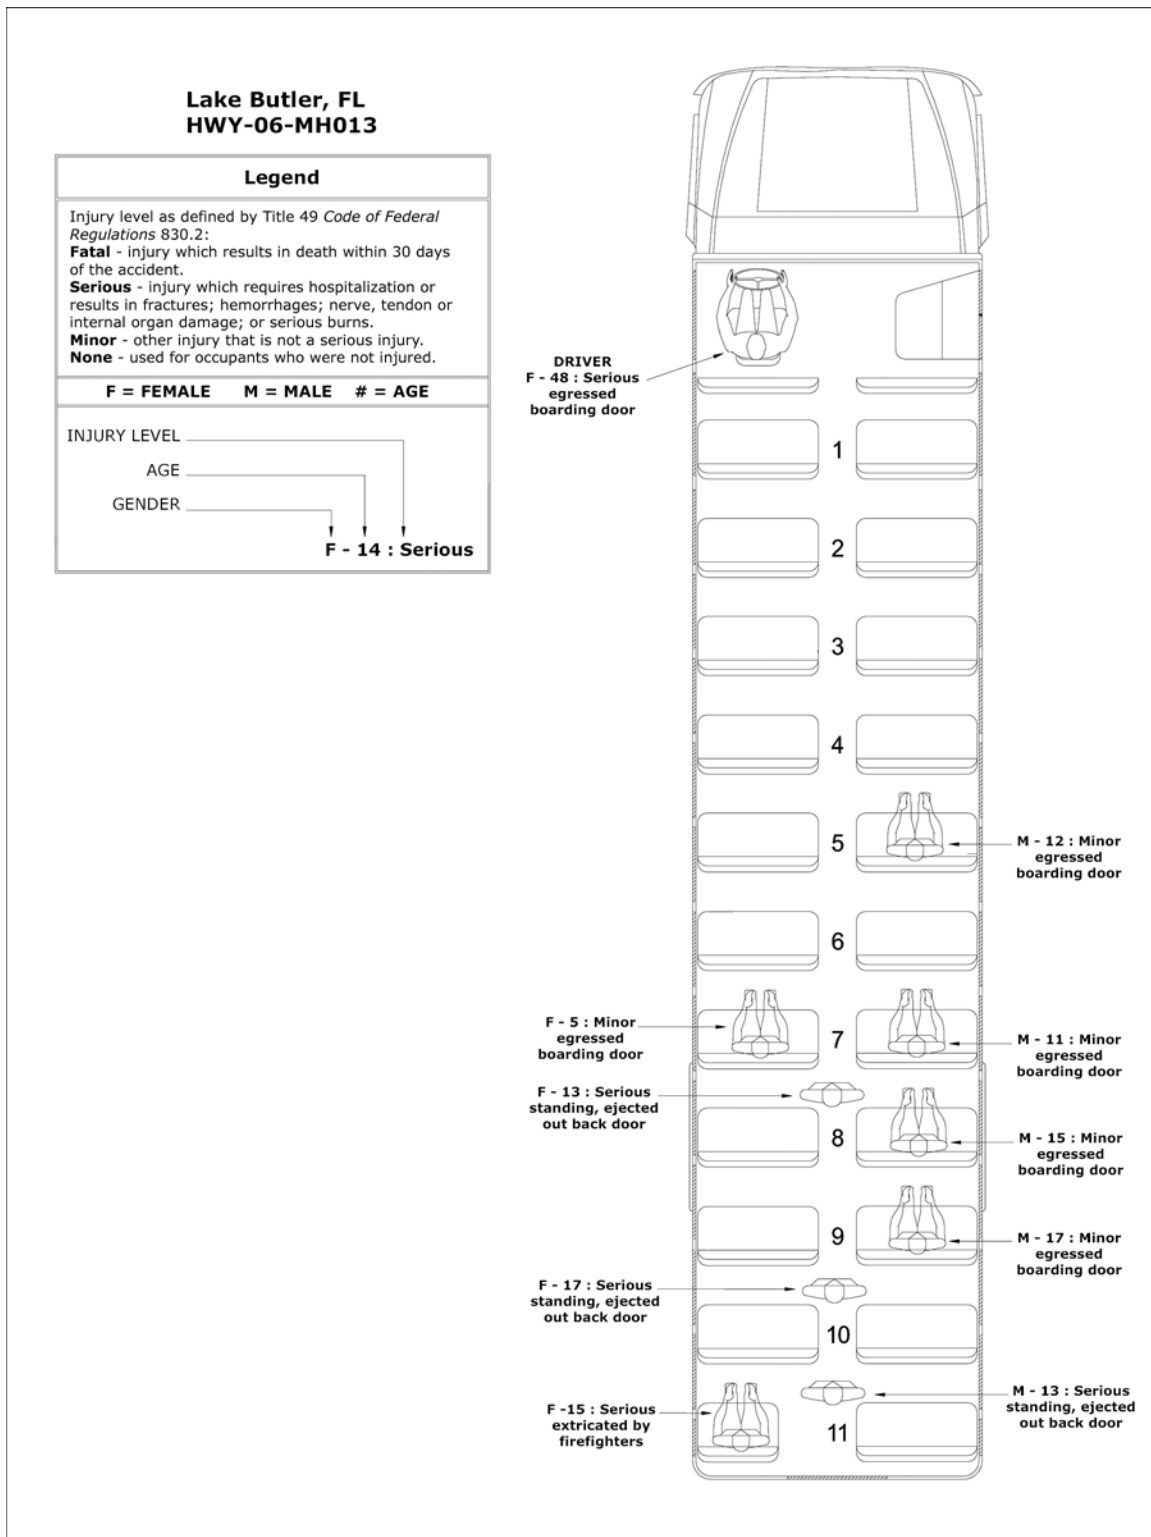 Lake Butler, FL
HWY-06-MH013
Legend
Injury level as defined by Title 49 Code of Federal
Regulations 830.2:
Fatal - injury which results in death within 30 days
of the accident.
Serious - injury which requires hospitalization or
results in fractures; hemorrhages; nerve, tendon or
internal organ damage; or serious burns.
Minor - other injury that is not a serious injury.
None - used for occupants who were not injured.
F = FEMALE M = MALE # = AGE
INJURY LEVEL
AGE
GENDER
F - 14 : Serious
DRIVER
F - 48 : Serious
egressed
boarding door
1
2
3
4
5
M - 12 : Minor
egressed
boarding door
6
F - 5 : Minor
egressed
boarding door
7
M - 11 : Minor
egressed
boarding door
F - 13 : Serious
standing, ejected
out back door
8
M - 15 : Minor
egressed
boarding door
9
M - 17 : Minor
egressed
boarding door
F - 17 : Serious
standing, ejected
out back door
10
F -15 : Serious
extricated by
firefighters
11
M - 13 : Serious
standing, ejected
out back door